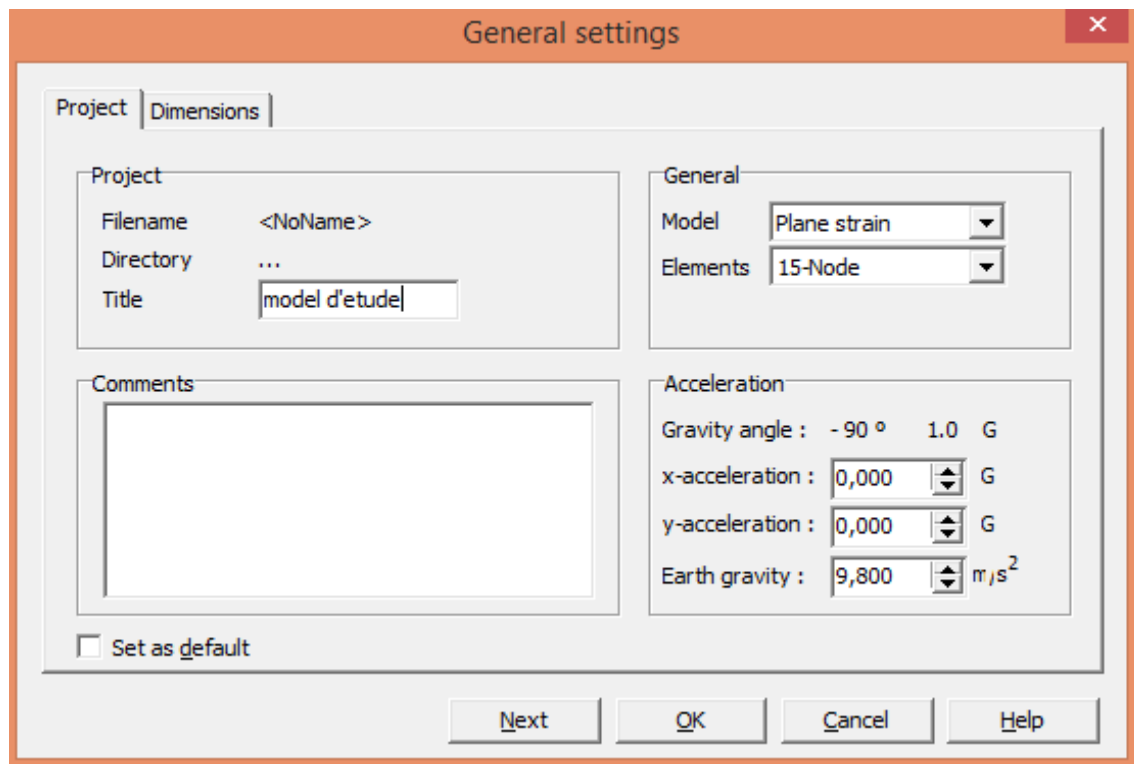 General settings
Project
Dimensions
Project
Filename <NoName>
Directory ...
Title model d'etude
General
Model Plane strain
Elements 15-Node
Comments
Acceleration
Gravity angle : - 90 º 1.0 G
x-acceleration : 0,000 G
y-acceleration : 0,000 G
Earth gravity : 9,800 m/s²
Set as default
Next OK Cancel Help